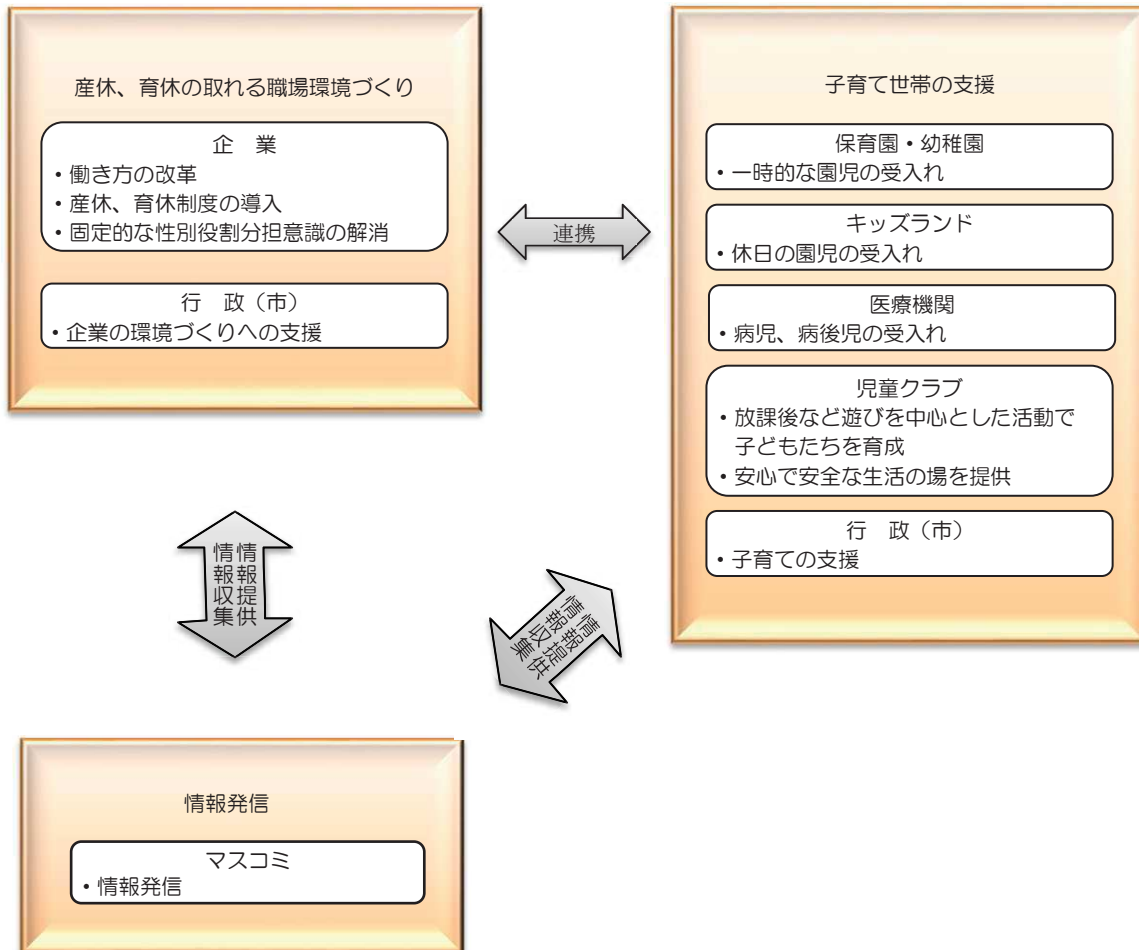 産休、育休の取れる職場環境づくり
企　業
・働き方の改革
・産休、育休制度の導入
・固定的な性別役割分担意識の解消
行　政（市）
・企業の環境づくりへの支援
連携
子育て世帯の支援
保育園・幼稚園
・一時的な園児の受入れ
キッズランド
・休日の園児の受入れ
医療機関
・病児、病後児の受入れ
児童クラブ
・放課後など遊びを中心とした活動で
子どもたちを育成
・安心で安全な生活の場を提供
行　政（市）
・子育ての支援
情報提供
情報収集
情報提供
情報収集
情報発信
マスコミ
・情報発信